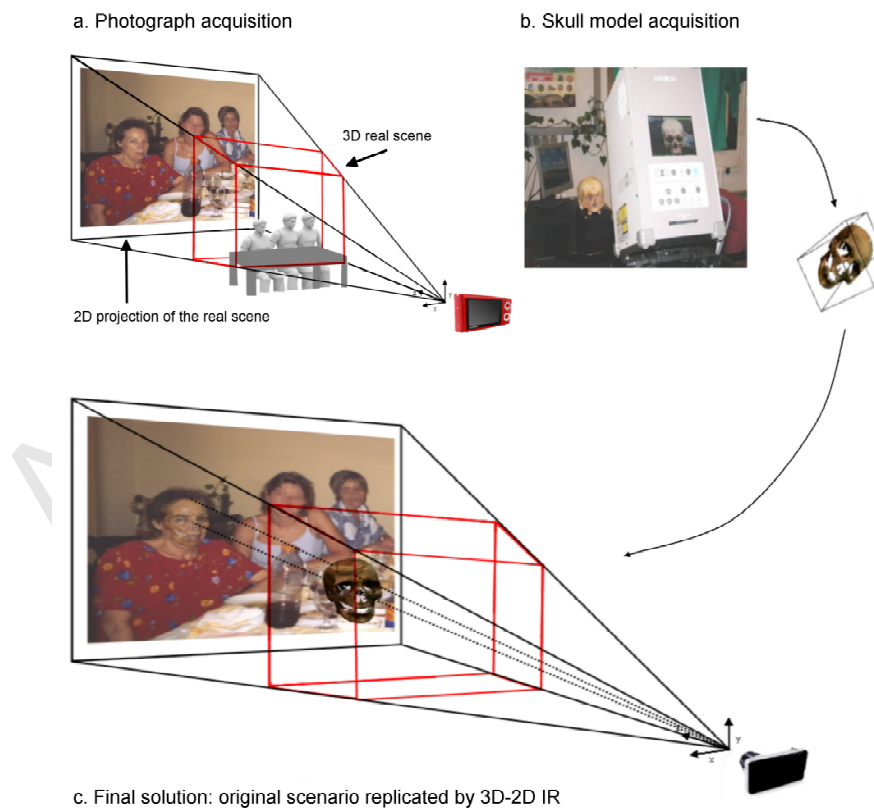 a. Photograph acquisition
b. Skull model acquisition
3D real scene
y
x
2D projection of the real scene
y
x
c. Final solution: original scenario replicated by 3D-2D IR